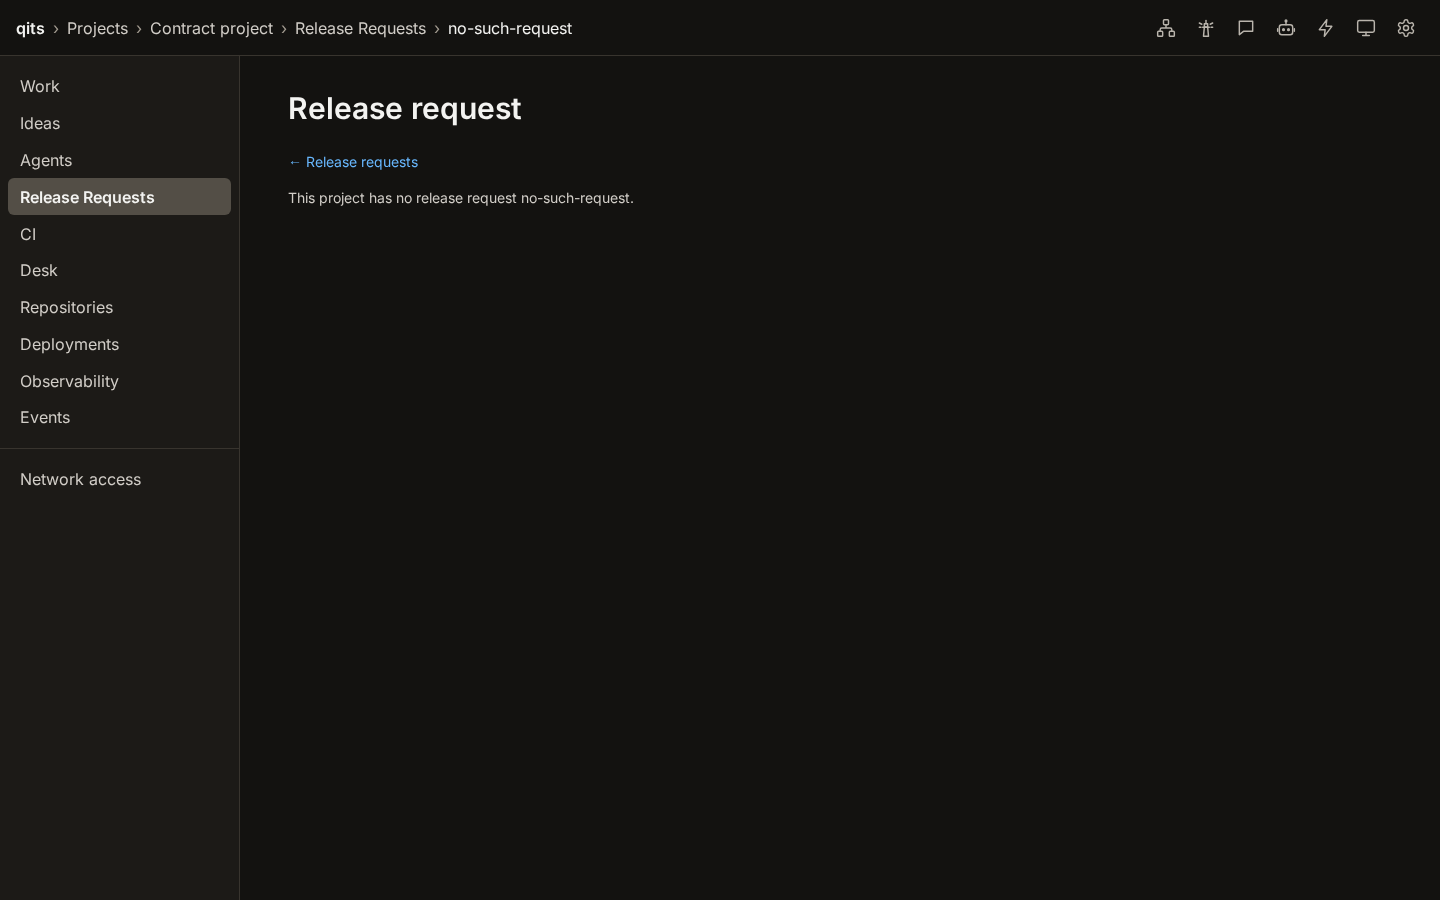 qits › Projects › Contract project › Release Requests › no-such-request
Work
Ideas
Agents
Release Requests
CI
Desk
Repositories
Deployments
Observability
Events
Network access
Release request
← Release requests
This project has no release request no-such-request.